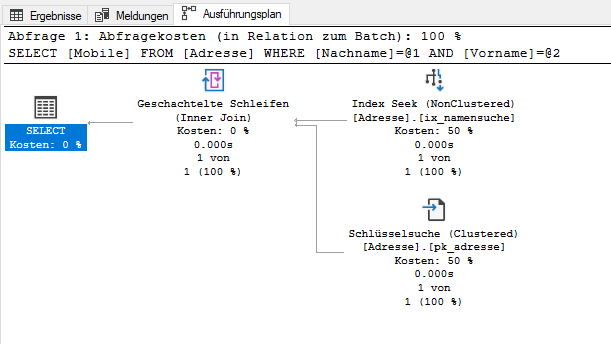 Ergebnisse Meldungen Ausführungsplan
Abfrage 1: Abfragekosten (in Relation zum Batch): 100 %
SELECT [Mobile] FROM [Adresse] WHERE [Nachname]=@1 AND [Vorname]=@2
SELECT
Kosten: 0 %
Geschachtelte Schleifen
(Inner Join)
Kosten: 0 %
0.000s
1 von
1 (100 %)
Index Seek (NonClustered)
[Adresse].[ix_namensuche]
Kosten: 50 %
0.000s
1 von
1 (100 %)
Schlüsselsuche (Clustered)
[Adresse].[pk_adresse]
Kosten: 50 %
0.000s
1 von
1 (100 %)